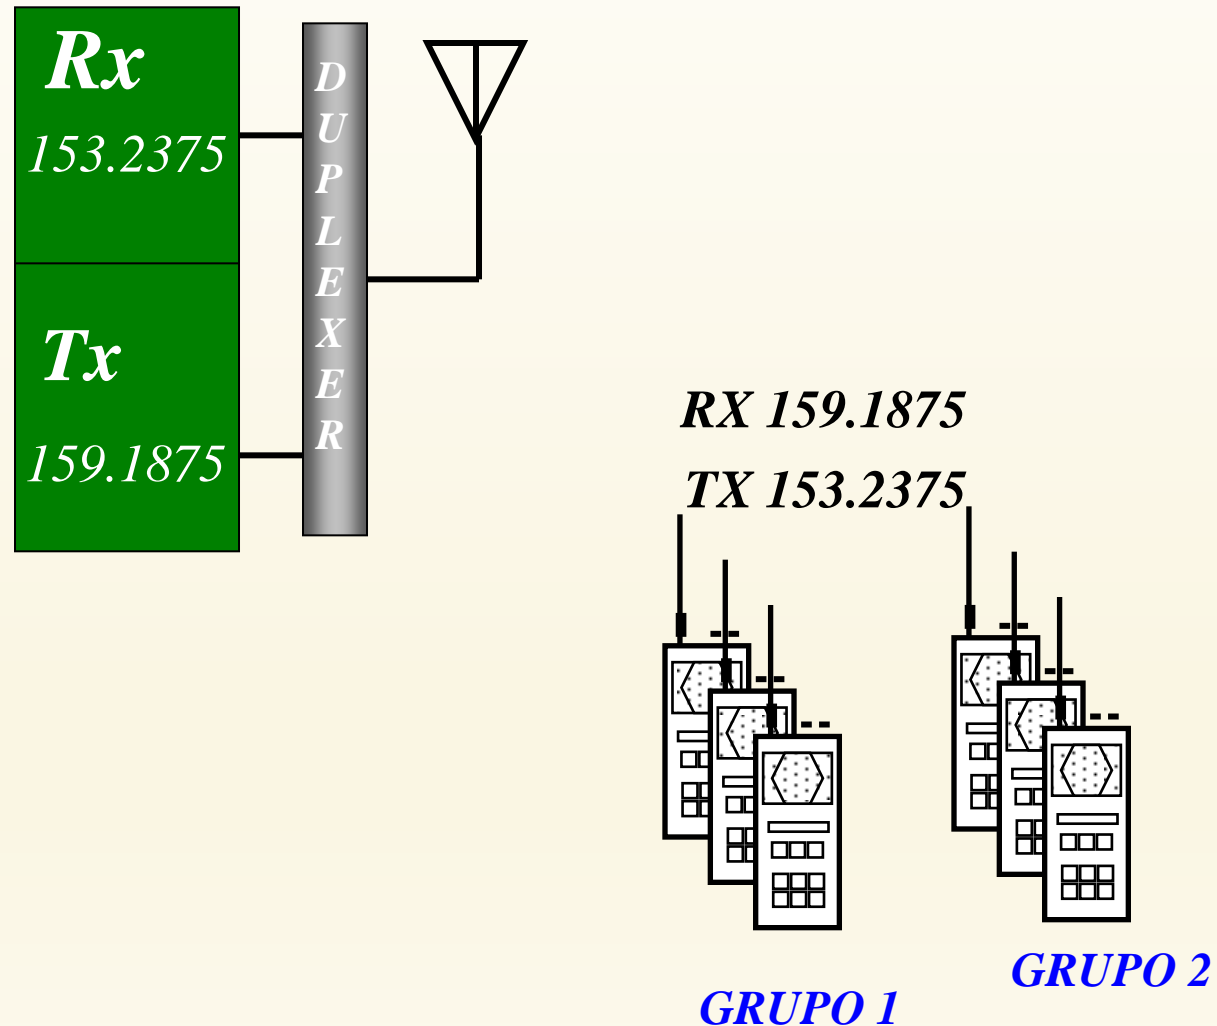 Rx
153.2375
Tx
159.1875
DUPLEXER
RX 159.1875
TX 153.2375
GRUPO 1
GRUPO 2